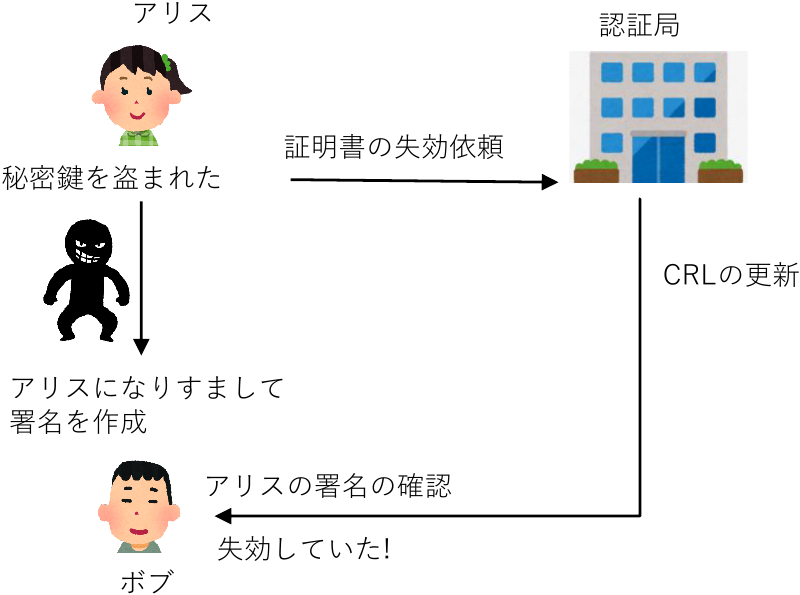 アリス
認証局
証明書の失効依頼
秘密鍵を盗まれた
CRLの更新
アリスになりすまして
署名を作成
アリスの署名の確認
失効していた!
ボブ